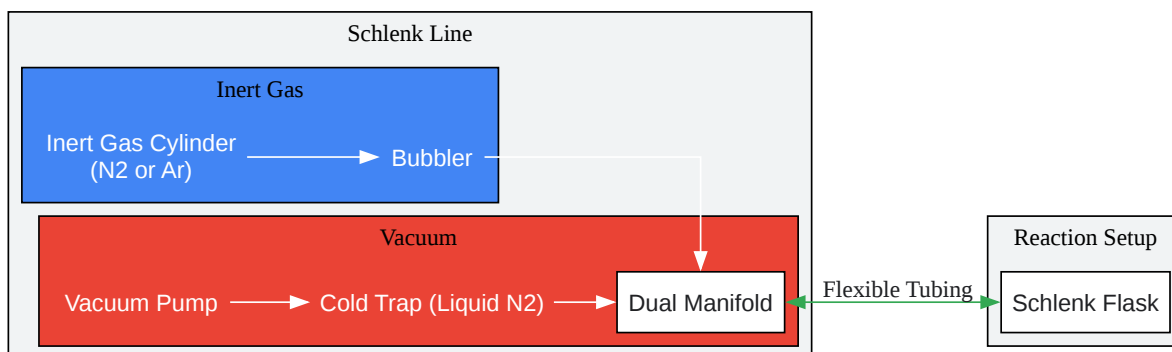 Schlenk Line
Inert Gas
Inert Gas Cylinder
(N2 or Ar)
Bubbler
Vacuum
Vacuum Pump
Cold Trap (Liquid N2)
Dual Manifold
Flexible Tubing
Reaction Setup
Schlenk Flask